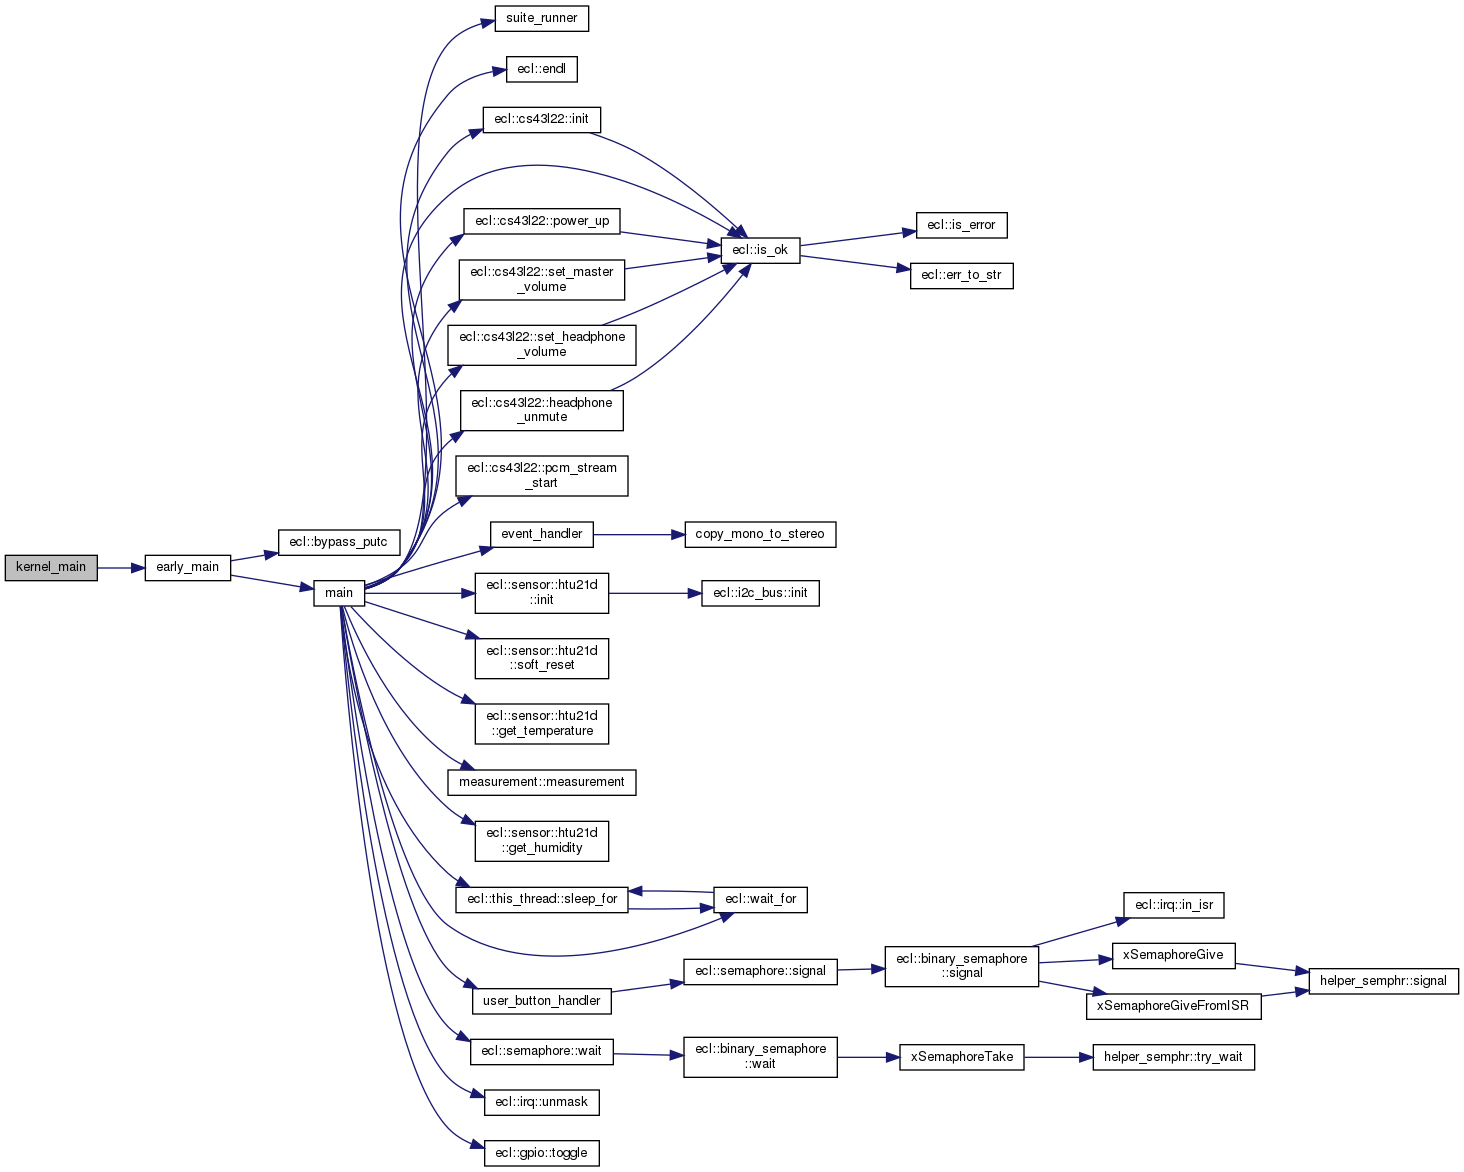 suite_runner
ecl::endl
ecl::cs43l22::init
ecl::cs43l22::power_up
ecl::is_ok
ecl::is_error
ecl::err_to_str
ecl::cs43l22::set_master
_volume
ecl::cs43l22::set_headphone
_volume
ecl::cs43l22::headphone
_unmute
ecl::cs43l22::pcm_stream
_start
kernel_main
early_main
ecl::bypass_putc
main
event_handler
copy_mono_to_stereo
ecl::sensor::htu21d
::init
ecl::i2c_bus::init
ecl::sensor::htu21d
::soft_reset
ecl::sensor::htu21d
::get_temperature
measurement::measurement
ecl::sensor::htu21d
::get_humidity
ecl::this_thread::sleep_for
ecl::wait_for
user_button_handler
ecl::semaphore::signal
ecl::binary_semaphore
::signal
ecl::irq::in_isr
xSemaphoreGive
xSemaphoreGiveFromISR
helper_semphr::signal
ecl::semaphore::wait
ecl::binary_semaphore
::wait
xSemaphoreTake
helper_semphr::try_wait
ecl::irq::unmask
ecl::gpio::toggle